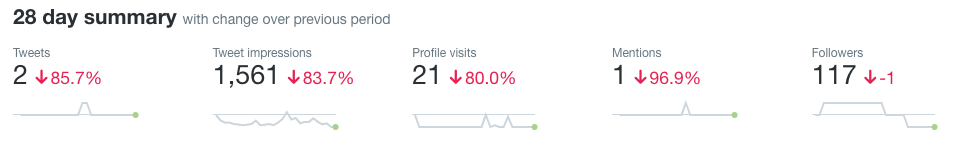 28 day summary with change over previous period
Tweets
2 ↓85.7%
Tweet impressions
1,561 ↓83.7%
Profile visits
21 ↓80.0%
Mentions
1 ↓96.9%
Followers
117 ↓-1